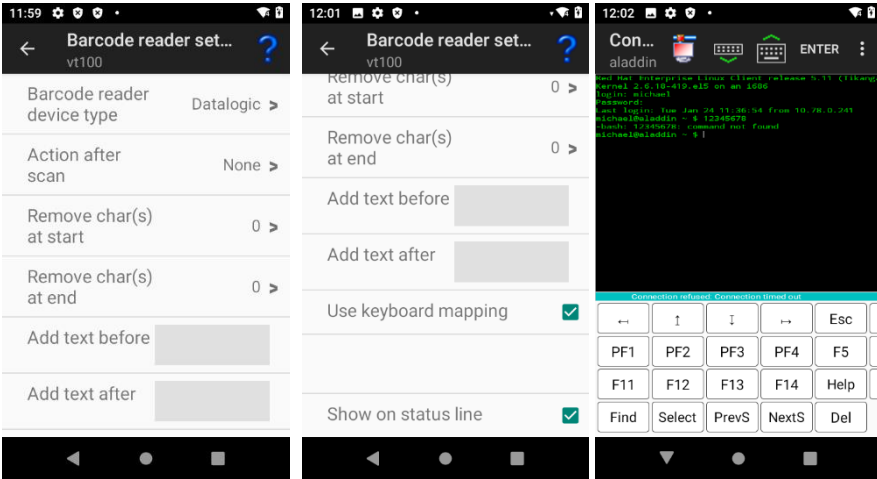 11:59
Barcode reader set...
vt100
Barcode reader
device type
Datalogic >
Action after
scan
None >
Remove char(s)
at start
0 >
Remove char(s)
at end
0 >
Add text before
Add text after
12:01
Barcode reader set...
vt100
Remove char(s)
at start
0 >
Remove char(s)
at end
0 >
Add text before
Add text after
Use keyboard mapping
Show on status line
12:02
Con...
aladdin
ENTER
Red Hat Enterprise Linux Client release 5.11 (Tikang
Kernel 2.6.18-419.el5 on an i686
login: michael
Password:
Last login: Tue Jan 24 11:36:54 from 10.78.0.241
michael@aladdin ~ $ 12345678
-bash: 12345678: command not found
michael@aladdin ~ $
Connection refused: Connection timed out
← ↑ ↓ → Esc
PF1 PF2 PF3 PF4 F5
F11 F12 F13 F14 Help
Find Select PrevS NextS Del